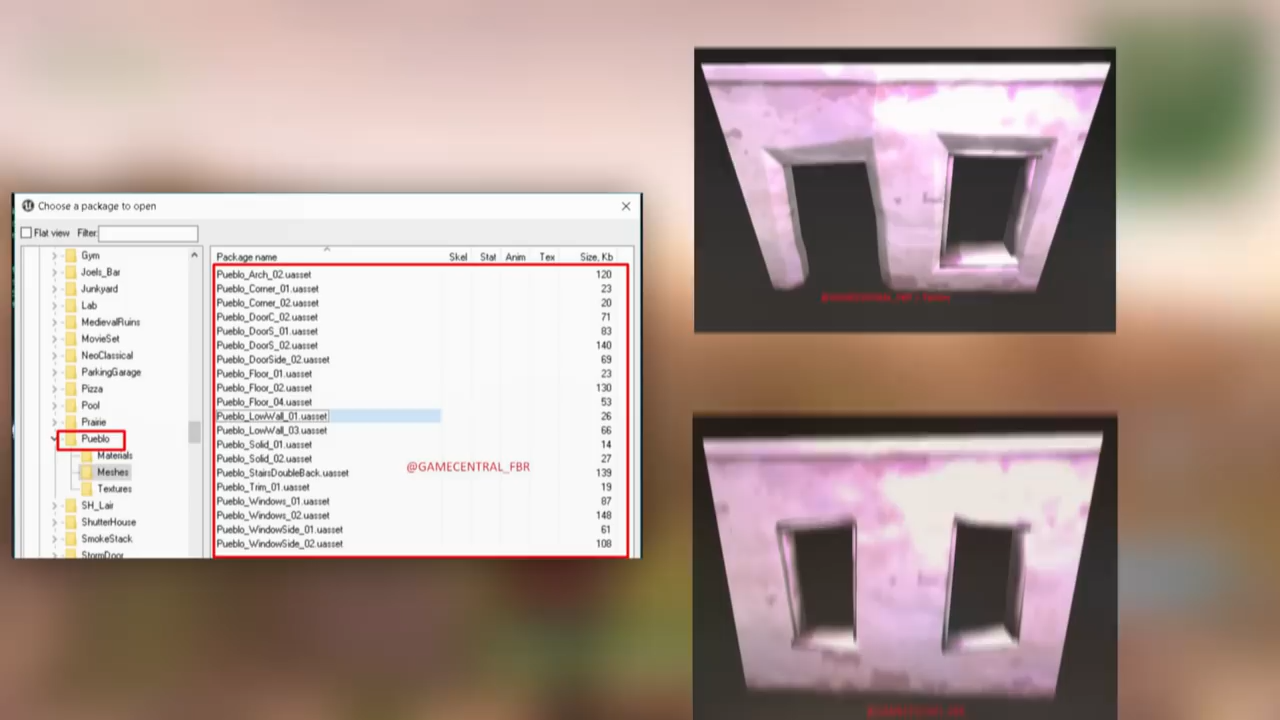 Choose a package to open
Flat view Filter:
Gym
Joels_Bar
Junkyard
Lab
MedievalRuins
MovieSet
NeoClassical
ParkingGarage
Pizza
Pool
Prairie
Pueblo
Materials
Meshes
Textures
SH_Lair
ShutterHouse
SmokeStack
StormDoor
Package name Skel Stat Anim Tex Size, Kb
Pueblo_Arch_02.uasset 120
Pueblo_Corner_01.uasset 23
Pueblo_Corner_02.uasset 20
Pueblo_DoorC_02.uasset 71
Pueblo_DoorS_01.uasset 83
Pueblo_DoorS_02.uasset 140
Pueblo_DoorSide_02.uasset 69
Pueblo_Floor_01.uasset 23
Pueblo_Floor_02.uasset 130
Pueblo_Floor_04.uasset 53
Pueblo_LowWall_01.uasset 26
Pueblo_LowWall_03.uasset 66
Pueblo_Solid_01.uasset 14
Pueblo_Solid_02.uasset 27
Pueblo_StairsDoubleBack.uasset 139
Pueblo_Trim_01.uasset 19
Pueblo_Windows_01.uasset 87
Pueblo_Windows_02.uasset 148
Pueblo_WindowSide_01.uasset 61
Pueblo_WindowSide_02.uasset 108
@GAMECENTRAL_FBR